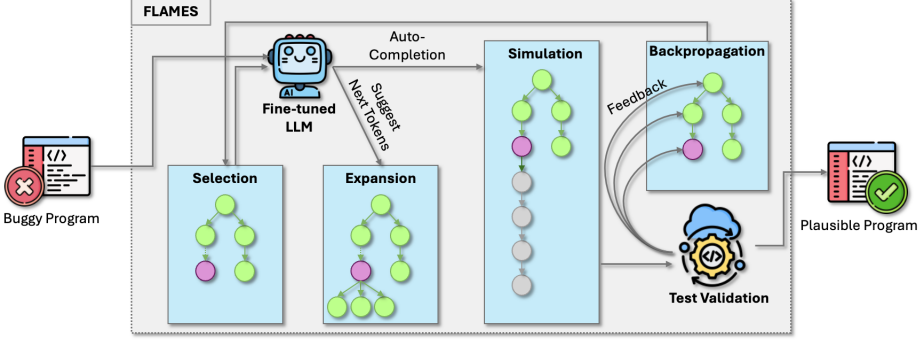 FLAMES
Auto-
Completion
Simulation
Backpropagation
AI
Fine-tuned
LLM
Suggest
Next Tokens
Feedback
</>
Buggy Program
Selection
Expansion
</>
Plausible Program
</>
Test Validation